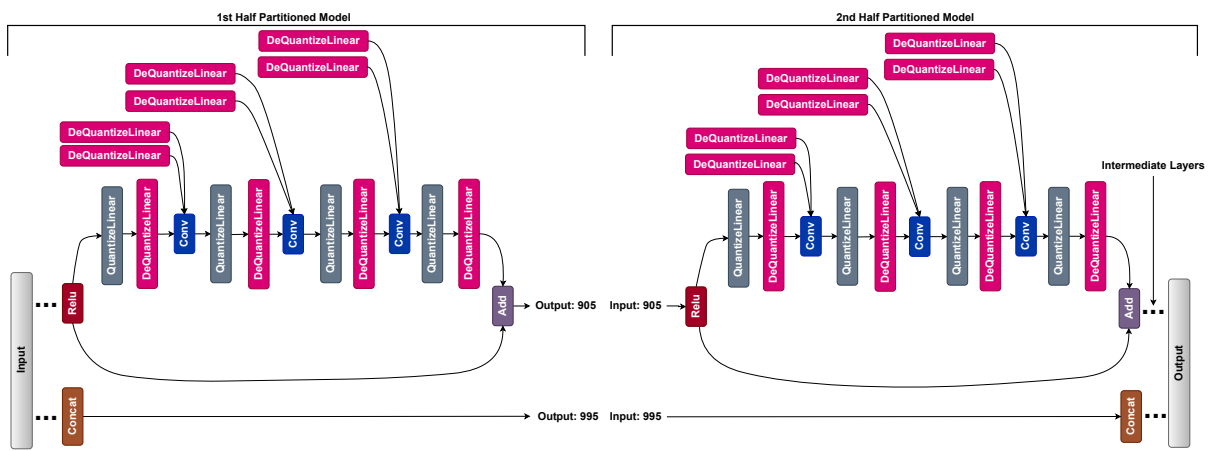 1st Half Partitioned Model
DeQuantizeLinear
DeQuantizeLinear
DeQuantizeLinear
DeQuantizeLinear
DeQuantizeLinear
DeQuantizeLinear
QuantizeLinear
DeQuantizeLinear
Conv
QuantizeLinear
DeQuantizeLinear
Conv
QuantizeLinear
DeQuantizeLinear
Conv
QuantizeLinear
DeQuantizeLinear
Input
...
Relu
Add
Output: 905
...
Concat
Output: 995
2nd Half Partitioned Model
DeQuantizeLinear
DeQuantizeLinear
DeQuantizeLinear
DeQuantizeLinear
DeQuantizeLinear
DeQuantizeLinear
Intermediate Layers
QuantizeLinear
DeQuantizeLinear
Conv
QuantizeLinear
DeQuantizeLinear
Conv
QuantizeLinear
DeQuantizeLinear
Conv
QuantizeLinear
DeQuantizeLinear
Input: 905
Relu
Add
...
Output
Input: 995
Concat
...